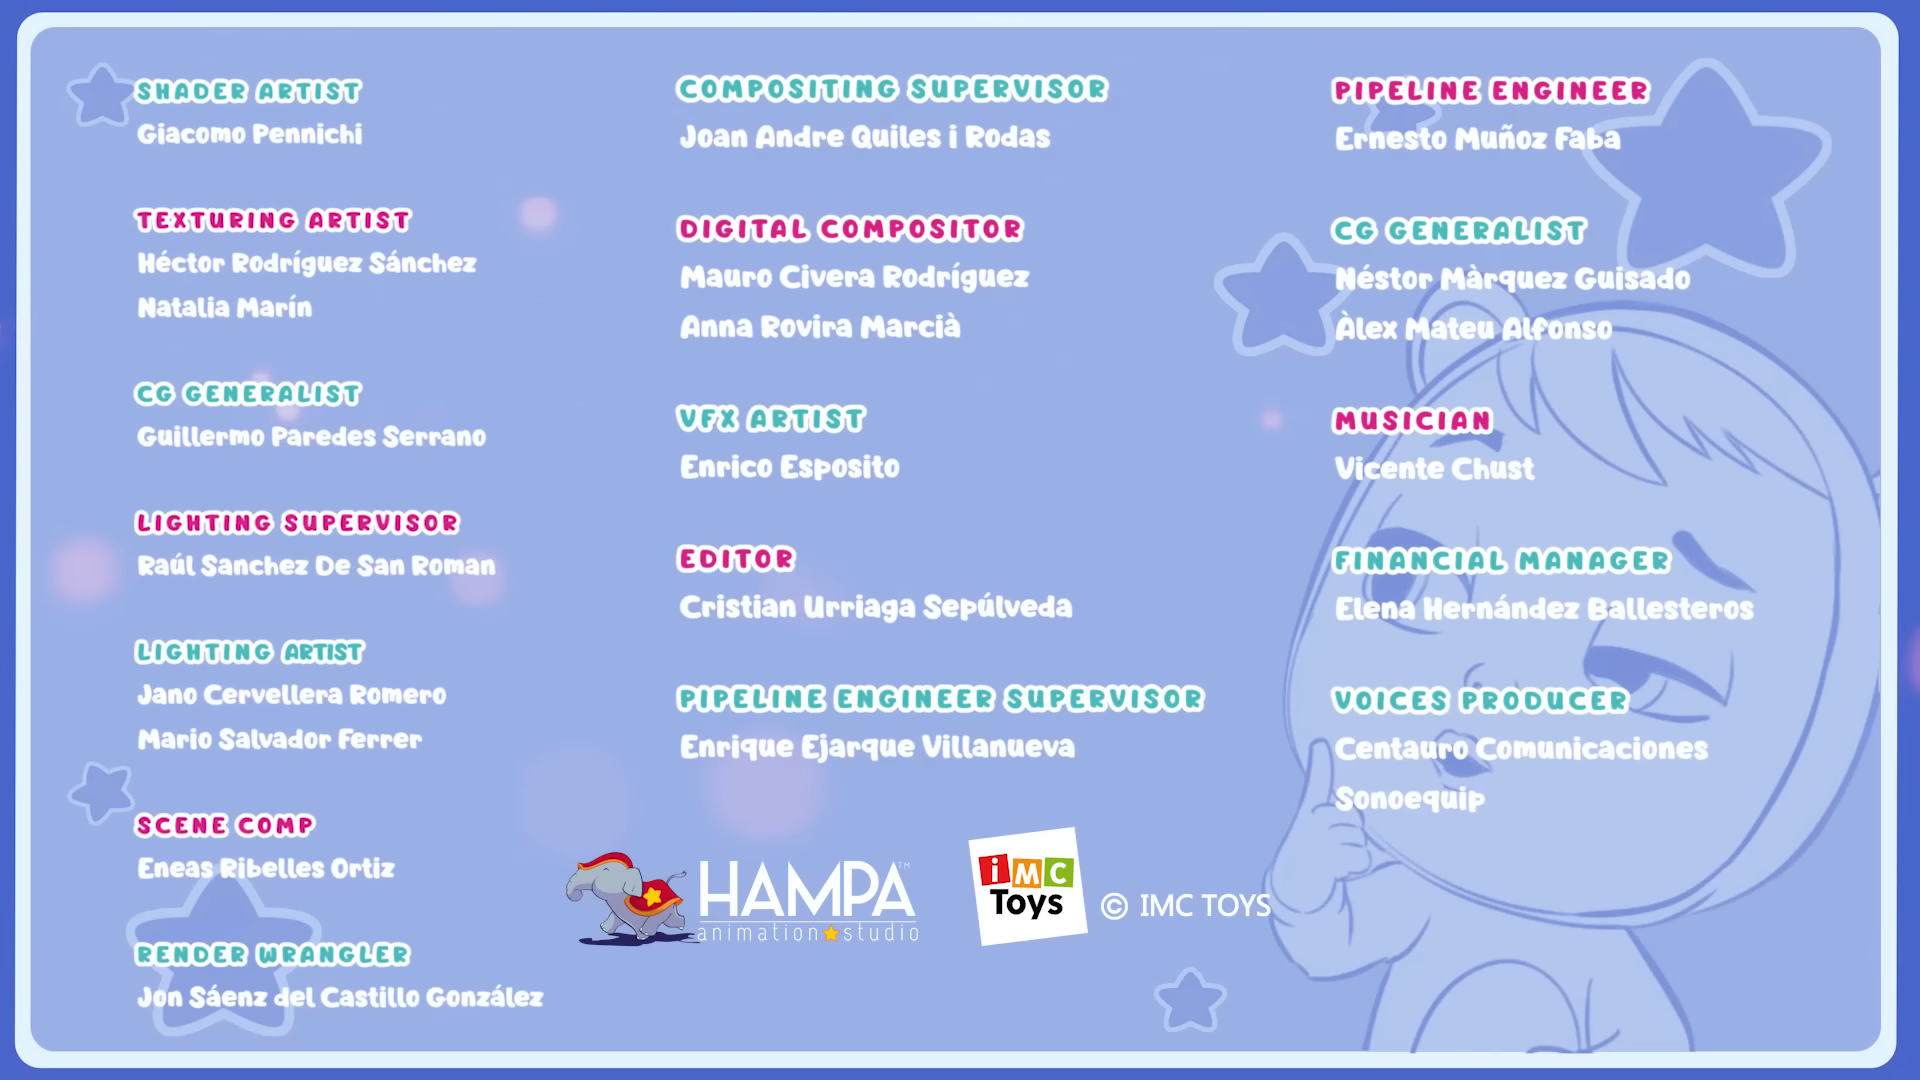 SHADER ARTIST
Giacomo Pennichi
TEXTURING ARTIST
Héctor Rodríguez Sánchez
Natalia Marín
CG GENERALIST
Guillermo Paredes Serrano
LIGHTING SUPERVISOR
Raúl Sanchez De San Roman
LIGHTING ARTIST
Jano Cervellera Romero
Mario Salvador Ferrer
SCENE COMP
Eneas Ribelles Ortiz
RENDER WRANGLER
Jon Sáenz del Castillo González
COMPOSITING SUPERVISOR
Joan Andre Quiles i Rodas
DIGITAL COMPOSITOR
Mauro Civera Rodríguez
Anna Rovira Marcià
VFX ARTIST
Enrico Esposito
EDITOR
Cristian Urriaga Sepúlveda
PIPELINE ENGINEER SUPERVISOR
Enrique Ejarque Villanueva
HAMPA™
animation studio
iMC
Toys
© IMC TOYS
PIPELINE ENGINEER
Ernesto Muñoz Faba
CG GENERALIST
Néstor Màrquez Guisado
Àlex Mateu Alfonso
MUSICIAN
Vicente Chust
FINANCIAL MANAGER
Elena Hernández Ballesteros
VOICES PRODUCER
Centauro Comunicaciones
Sonoequip